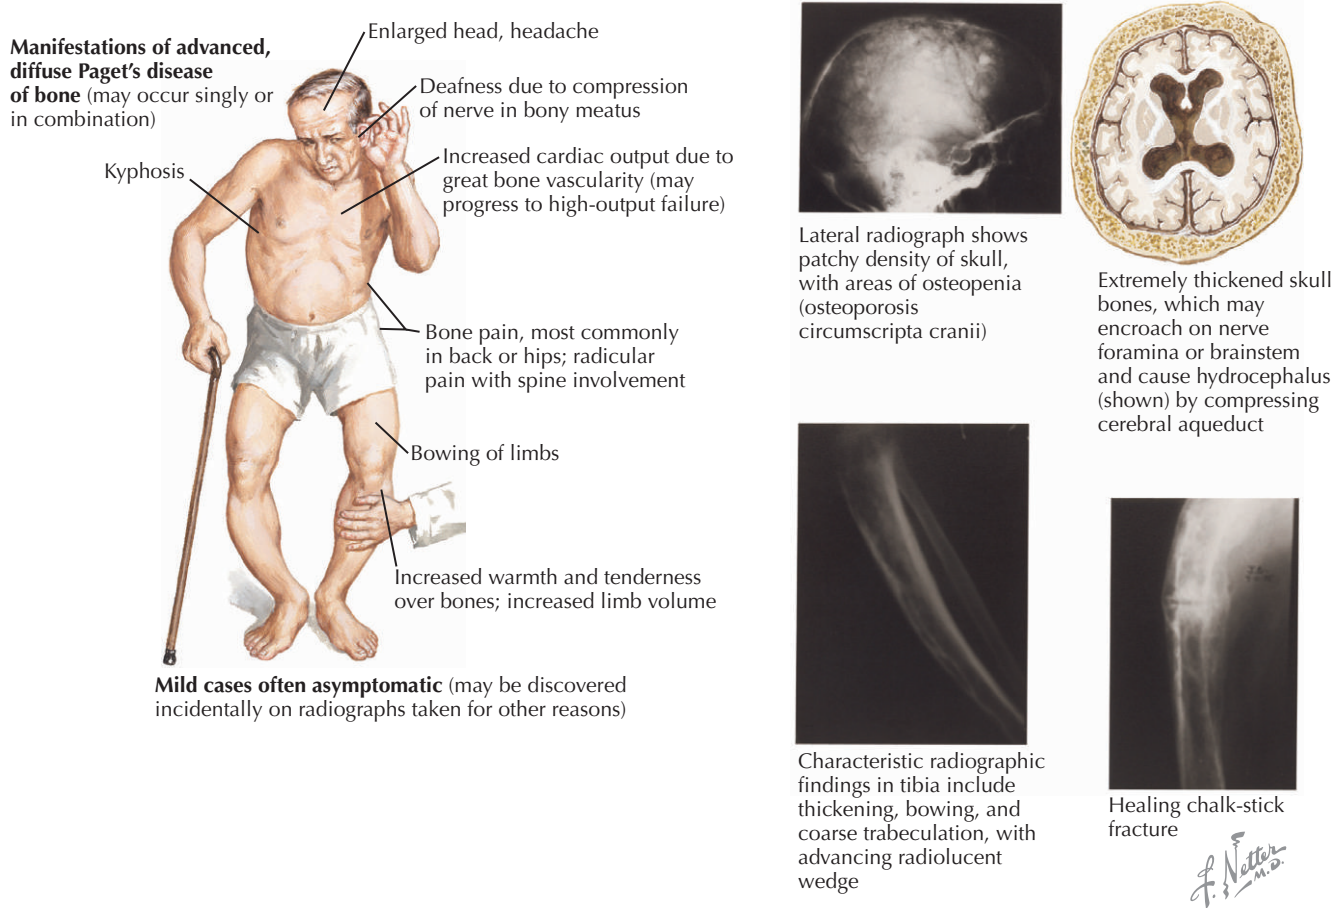 Manifestations of advanced,
diffuse Paget's disease
of bone (may occur singly or
in combination)
Enlarged head, headache
Deafness due to compression
of nerve in bony meatus
Kyphosis
Increased cardiac output due to
great bone vascularity (may
progress to high-output failure)
Bone pain, most commonly
in back or hips; radicular
pain with spine involvement
Bowing of limbs
Increased warmth and tenderness
over bones; increased limb volume
Mild cases often asymptomatic (may be discovered
incidentally on radiographs taken for other reasons)
Lateral radiograph shows
patchy density of skull,
with areas of osteopenia
(osteoporosis
circumscripta cranii)
Extremely thickened skull
bones, which may
encroach on nerve
foramina or brainstem
and cause hydrocephalus
(shown) by compressing
cerebral aqueduct
Characteristic radiographic
findings in tibia include
thickening, bowing, and
coarse trabeculation, with
advancing radiolucent
wedge
Healing chalk-stick
fracture
F. Netter
M.D.